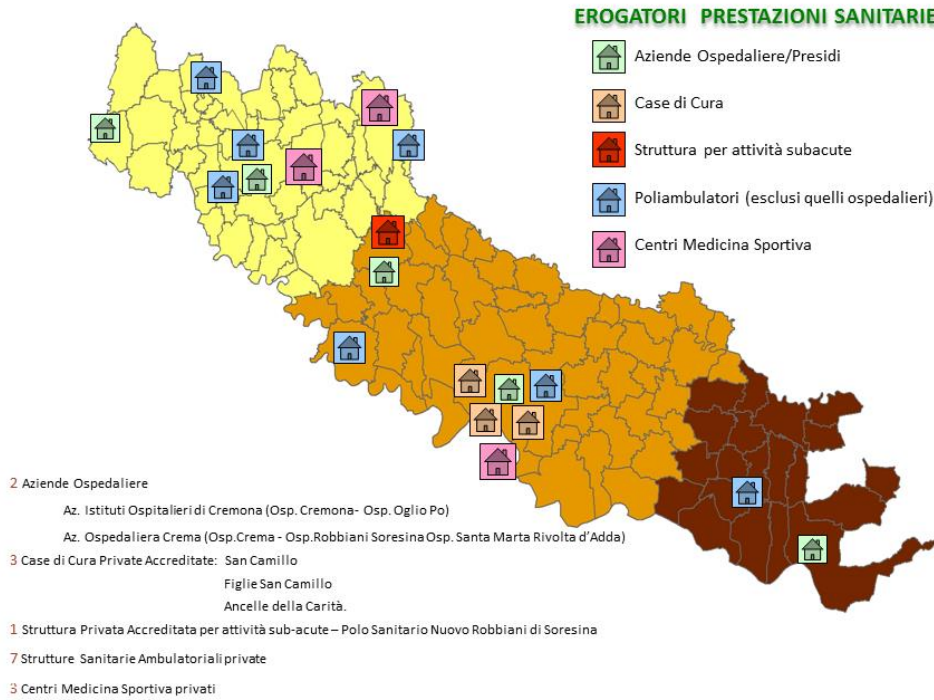 EROGATORI PRESTAZIONI SANITARIE
Aziende Ospedaliere/Presidi
Case di Cura
Struttura per attività subacute
Poliambulatori (esclusi quelli ospedalieri)
Centri Medicina Sportiva
2 Aziende Ospedaliere
Az. Istituti Ospitalieri di Cremona (Osp. Cremona- Osp. Oglio Po)
Az. Ospedaliera Crema (Osp.Crema - Osp.Robbiani Soresina Osp. Santa Marta Rivolta d'Adda)
3 Case di Cura Private Accreditate: San Camillo
Figlie San Camillo
Ancelle della Carità.
1 Struttura Privata Accreditata per attività sub-acute – Polo Sanitario Nuovo Robbiani di Soresina
7 Strutture Sanitarie Ambulatoriali private
3 Centri Medicina Sportiva privati